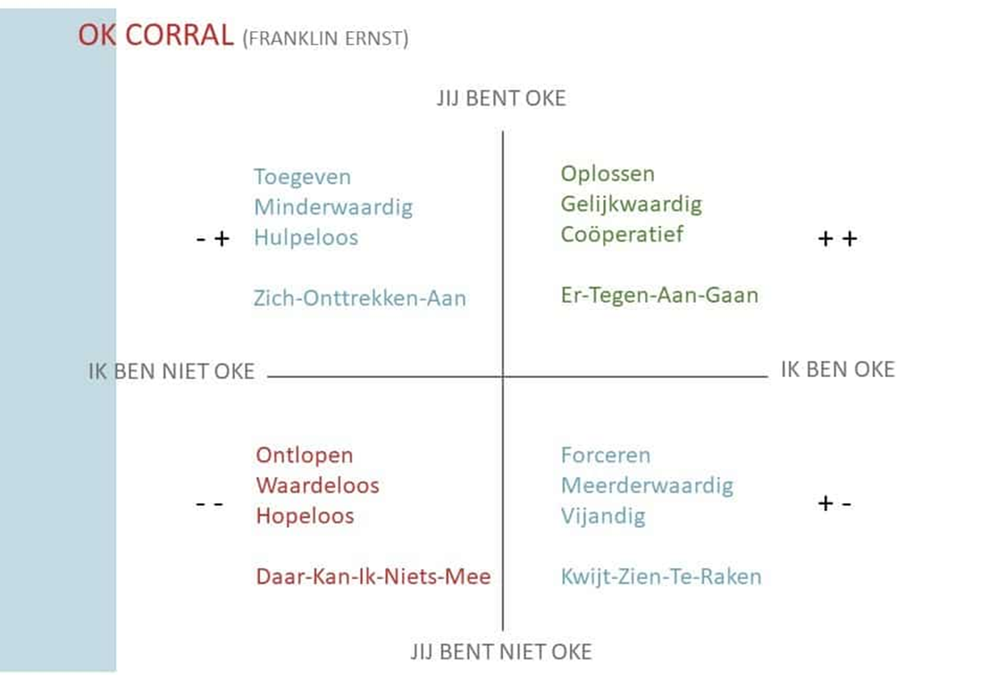 OK CORRAL (FRANKLIN ERNST)
JIJ BENT OKE
- +
Toegeven
Minderwaardig
Hulpeloos
Zich-Onttrekken-Aan
Oplossen
Gelijkwaardig
Coöperatief
Er-Tegen-Aan-Gaan
+ +
IK BEN NIET OKE
IK BEN OKE
- -
Ontlopen
Waardeloos
Hopeloos
Daar-Kan-Ik-Niets-Mee
Forceren
Meerderwaardig
Vijandig
Kwijt-Zien-Te-Raken
+ -
JIJ BENT NIET OKE